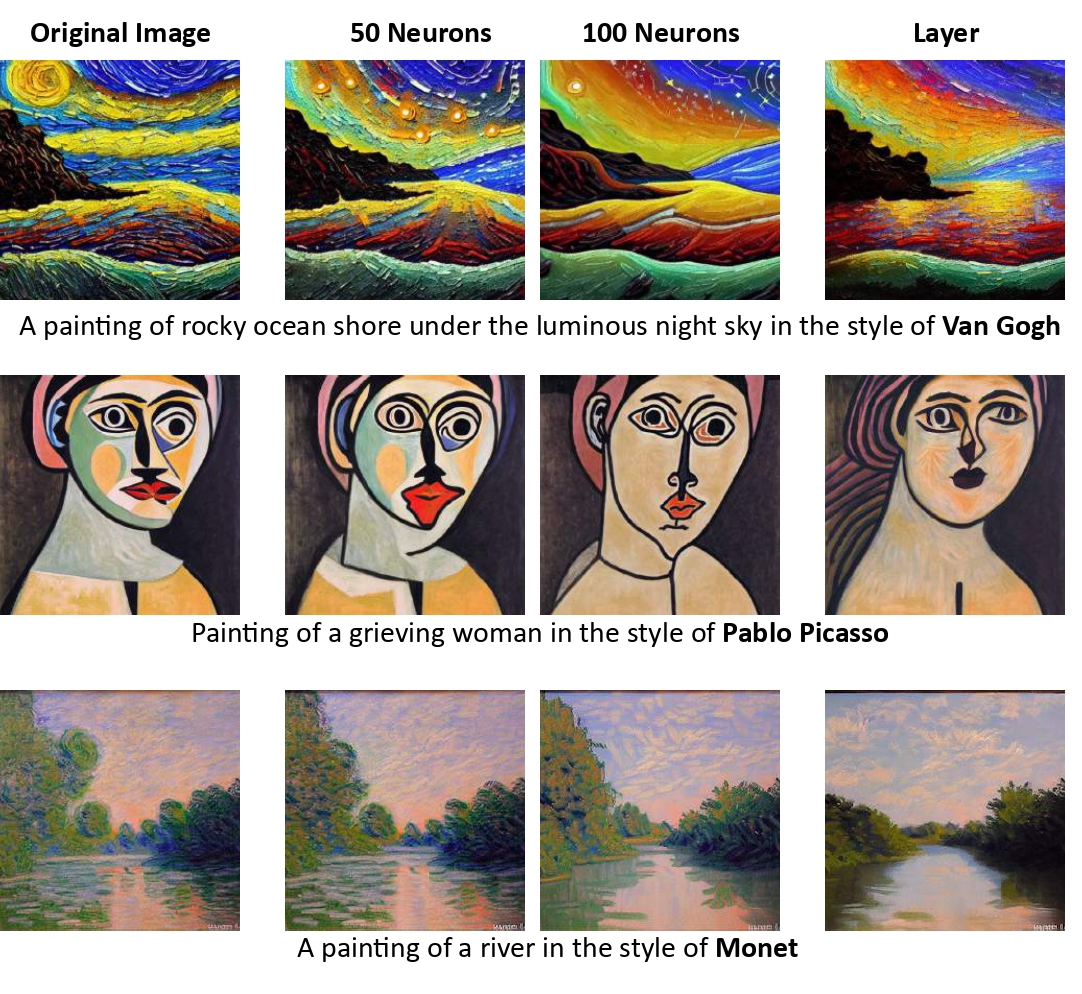 Original Image 50 Neurons 100 Neurons Layer
A painting of rocky ocean shore under the luminous night sky in the style of Van Gogh
Painting of a grieving woman in the style of Pablo Picasso
A painting of a river in the style of Monet